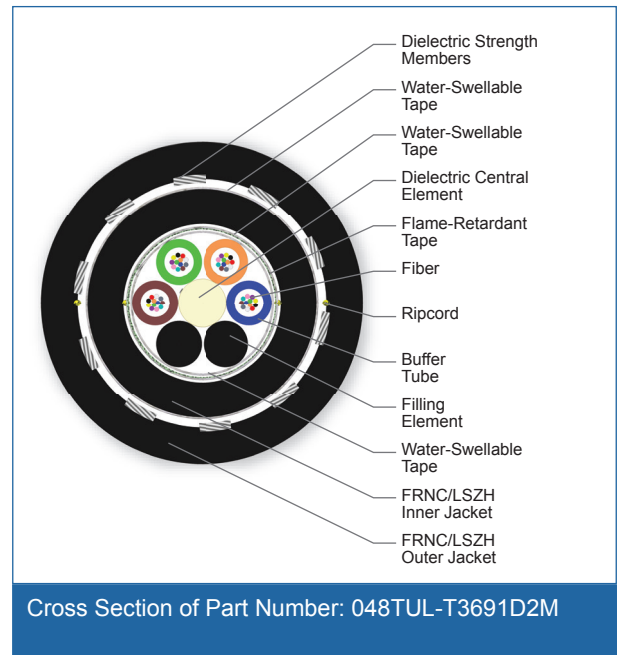 Dielectric Strength
Members
Water-Swellable
Tape
Water-Swellable
Tape
Dielectric Central
Element
Flame-Retardant
Tape
Fiber
Ripcord
Buffer
Tube
Filling
Element
Water-Swellable
Tape
FRNC/LSZH
Inner Jacket
FRNC/LSZH
Outer Jacket
Cross Section of Part Number: 048TUL-T3691D2M